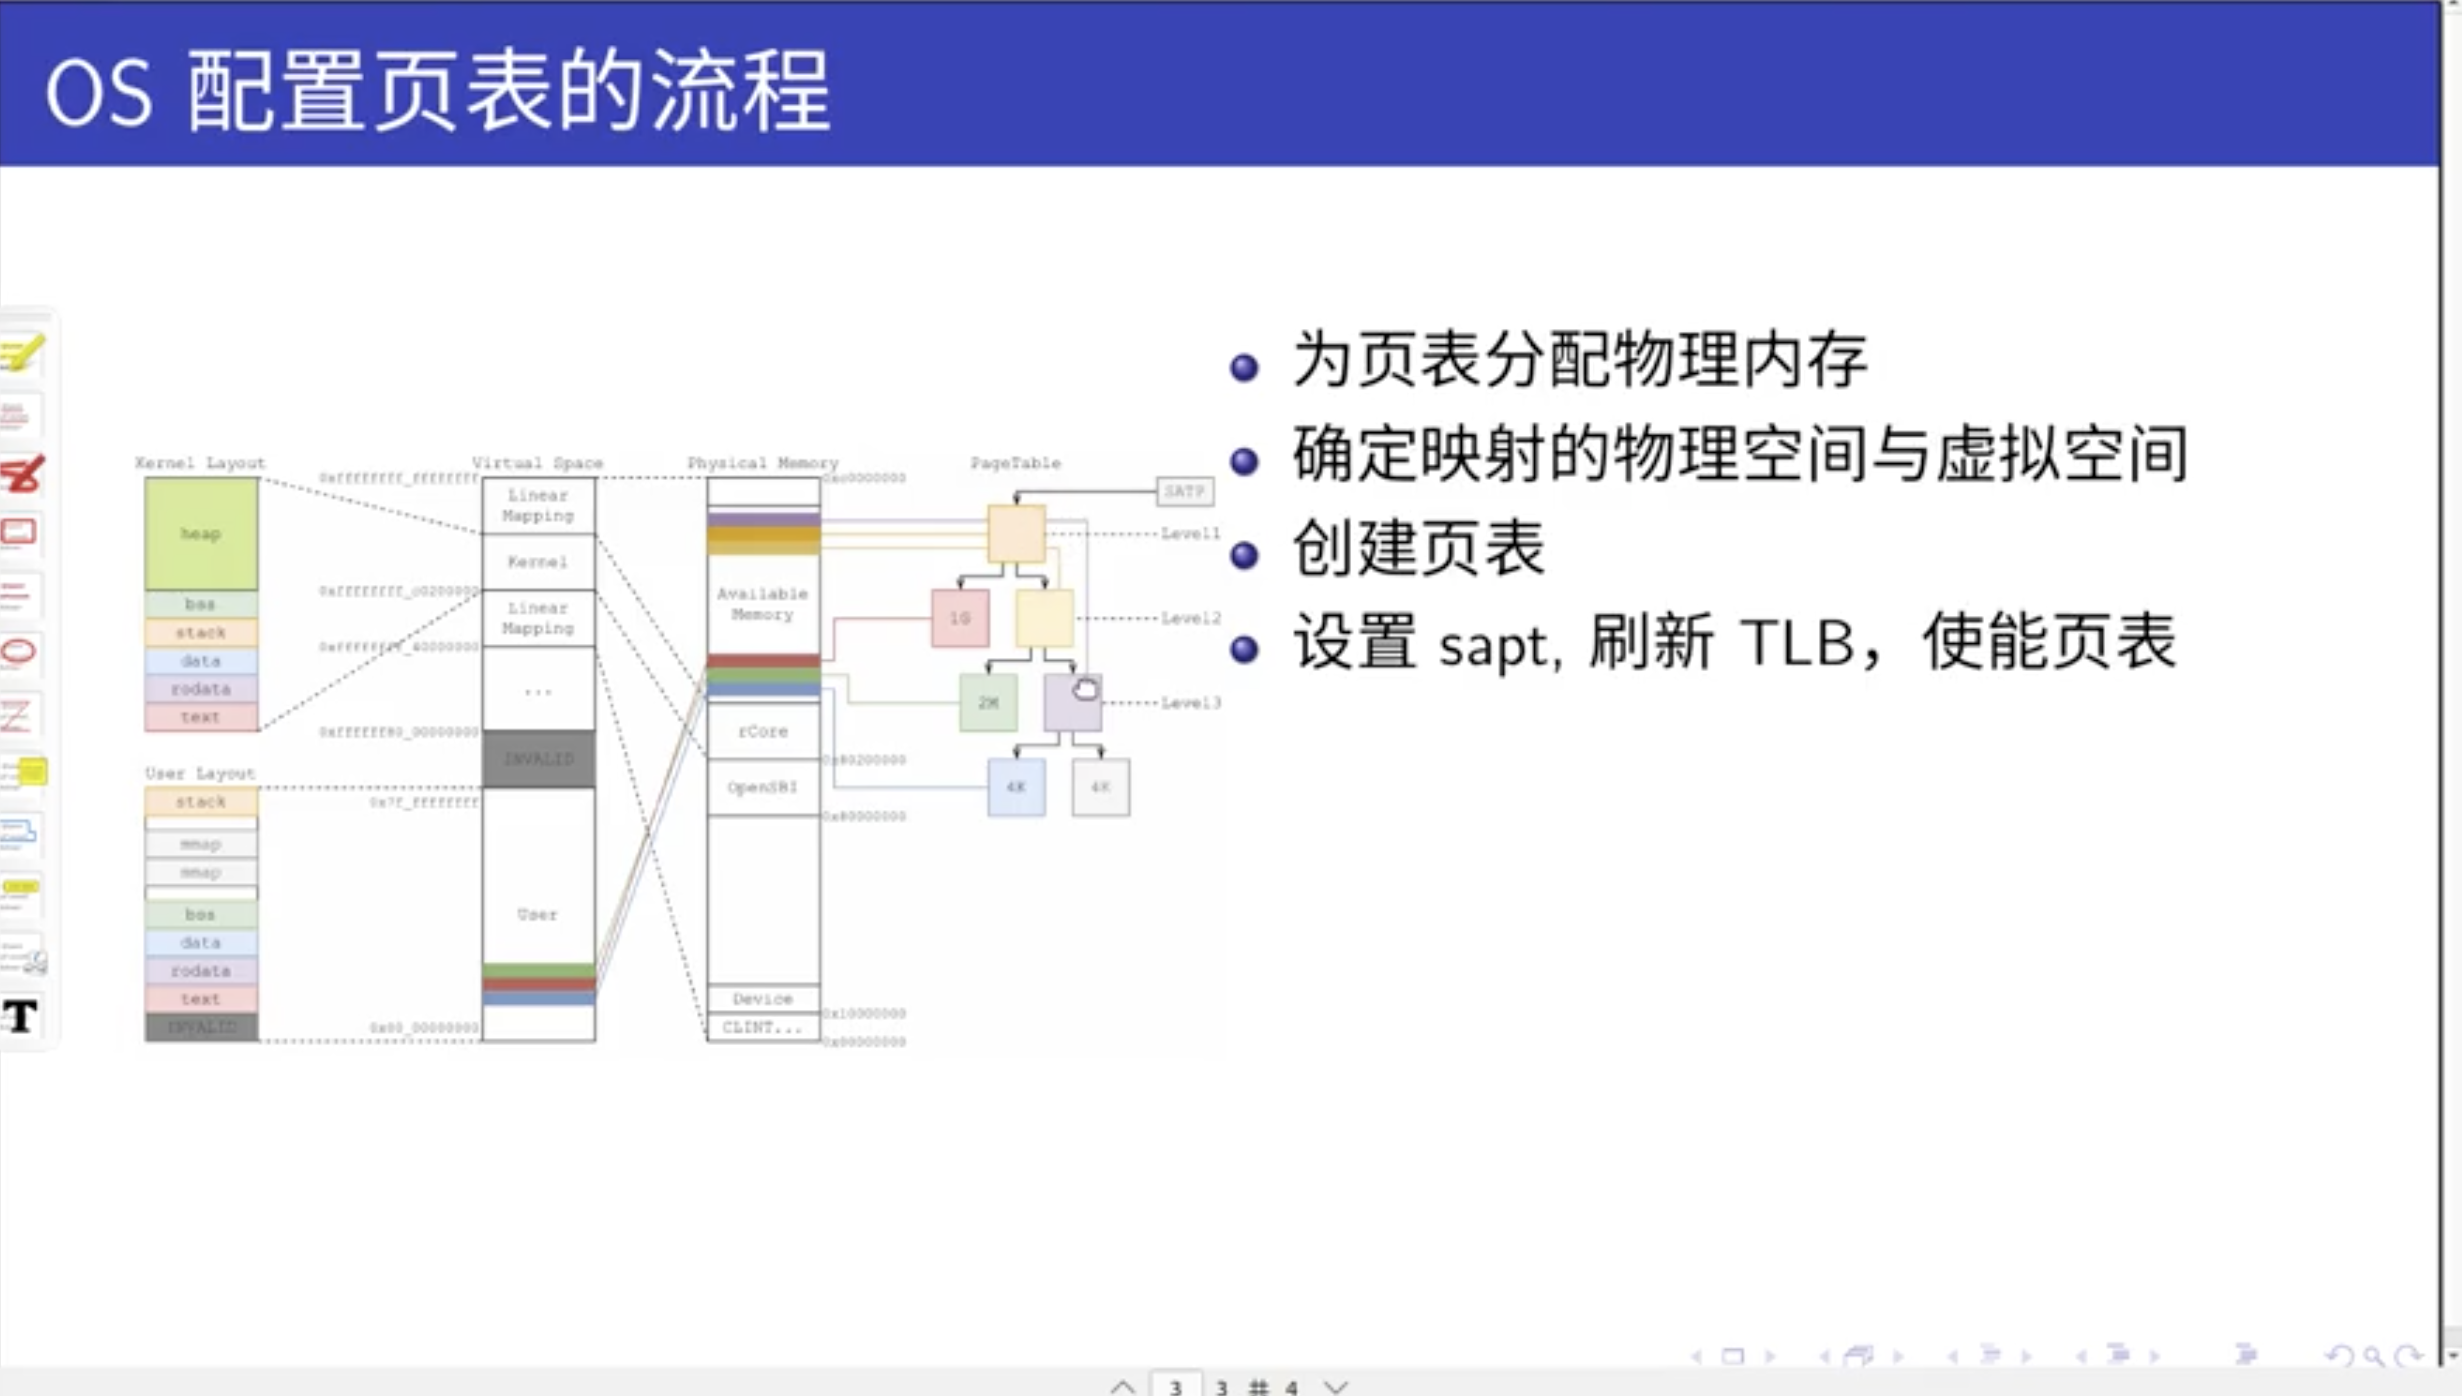 OS 配置页表的流程
为页表分配物理内存
确定映射的物理空间与虚拟空间
创建页表
设置 sapt, 刷新 TLB，使能页表
Kernel Layout
heap
bss
stack
data
rodata
text
User Layout
stack
mmap
mmap
bss
data
rodata
text
INVALID
Virtual Space
0xffffffff_ffffffff
Linear
Mapping
Kernel
0xffffffff_c0200000
Linear
Mapping
0xffffffff_40000000
...
0xffffff80_00000000
INVALID
0x7f_ffffffff
User
0x00_00000000
Physical Memory
0xc0000000
Available
Memory
rCore
0x80200000
OpenSBI
0x80000000
Device
0x10000000
CLINT...
0x00000000
PageTable
SATP
Level1
1G
Level2
2M
Level3
4K
4K
T
3 3 # 4